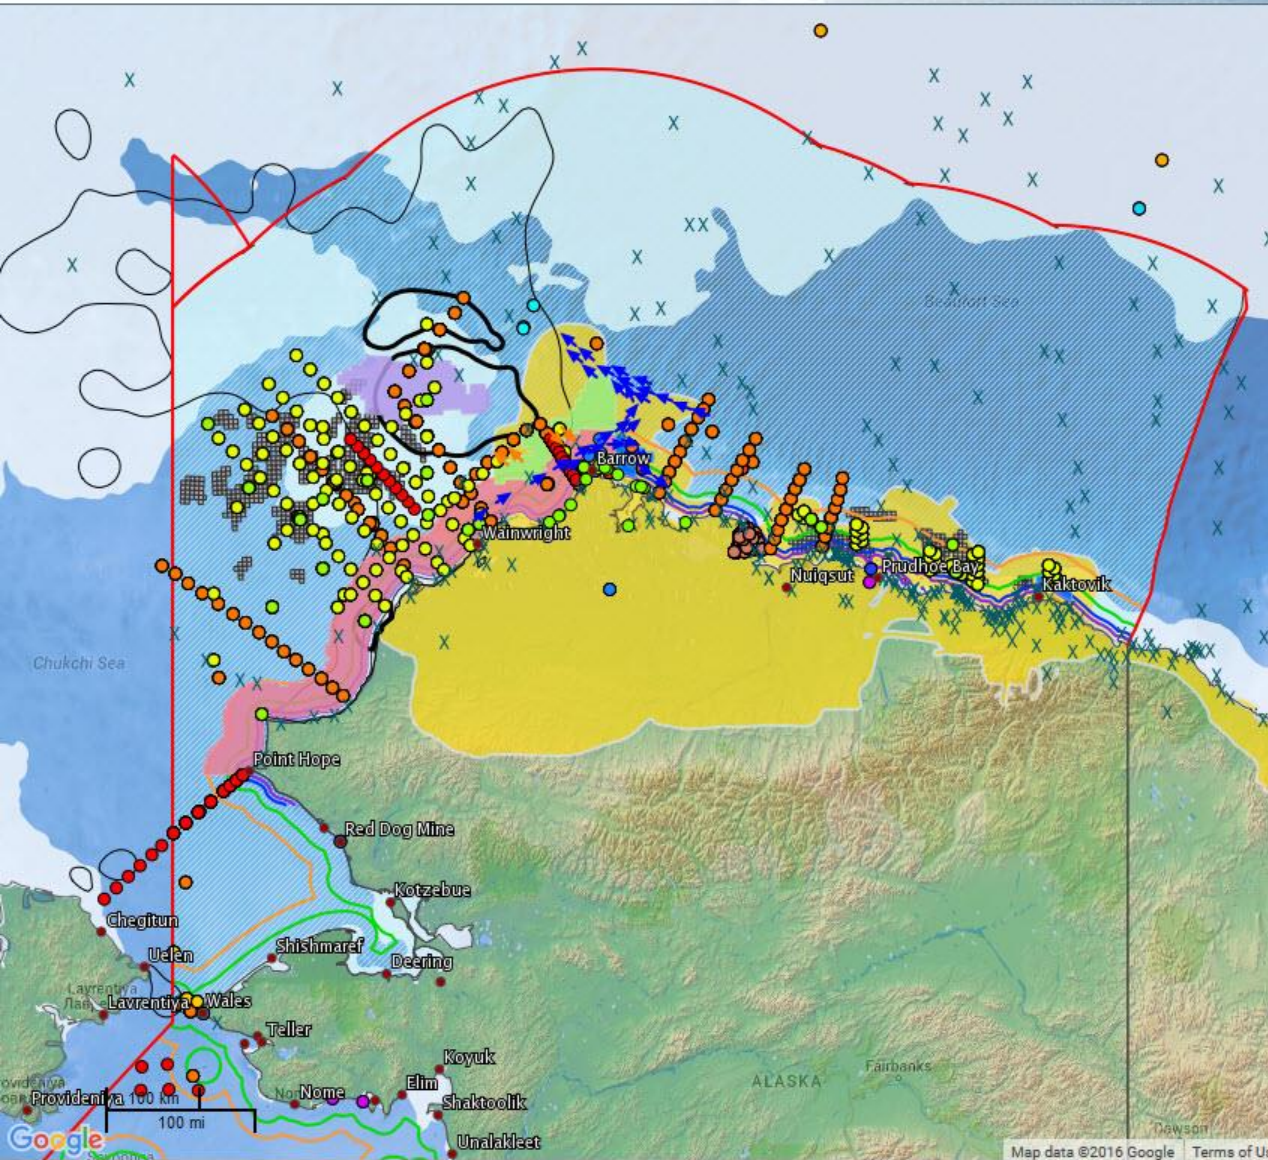 Beaufort Sea
Barrow
Wainwright
Nuiqsut
Prudhoe Bay
Kaktovik
Chukchi Sea
Point Hope
Red Dog Mine
Kotzebue
Chegitun
Uelen
Shishmaref
Deering
Lavrentiya
Lavrentiya
Wales
Teller
Koyuk
ALASKA
Fairbanks
Provideniya
Nome
Elim
Shaktoolik
100 km
100 mi
Dawson
Google
Unalakleet
Map data ©2016 Google
Terms of U